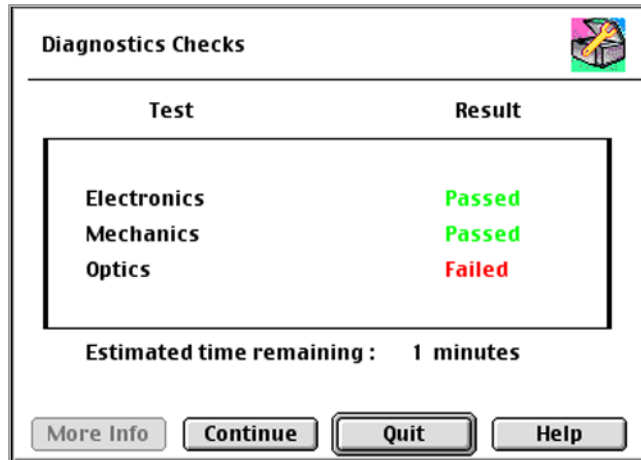 Diagnostics Checks
Test Result
Electronics Passed
Mechanics Passed
Optics Failed
Estimated time remaining : 1 minutes
More Info Continue Quit Help